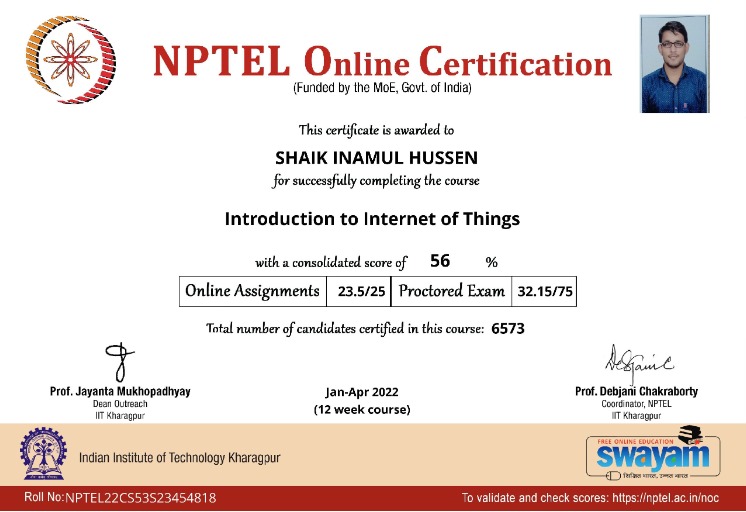 NPTEL Online Certification
(Funded by the MoE, Govt. of India)
This certificate is awarded to
SHAIK INAMUL HUSSEN
for successfully completing the course
Introduction to Internet of Things
with a consolidated score of 56 %
Online Assignments 23.5/25 Proctored Exam 32.15/75
Total number of candidates certified in this course: 6573
Prof. Jayanta Mukhopadhyay
Dean Outreach
IIT Kharagpur
Jan-Apr 2022
(12 week course)
Prof. Debjani Chakraborty
Coordinator, NPTEL
IIT Kharagpur
Indian Institute of Technology Kharagpur
FREE ONLINE EDUCATION
swayam
शिक्षित भारत, उन्नत भारत
Roll No:NPTEL22CS53S23454818
To validate and check scores: https://nptel.ac.in/noc